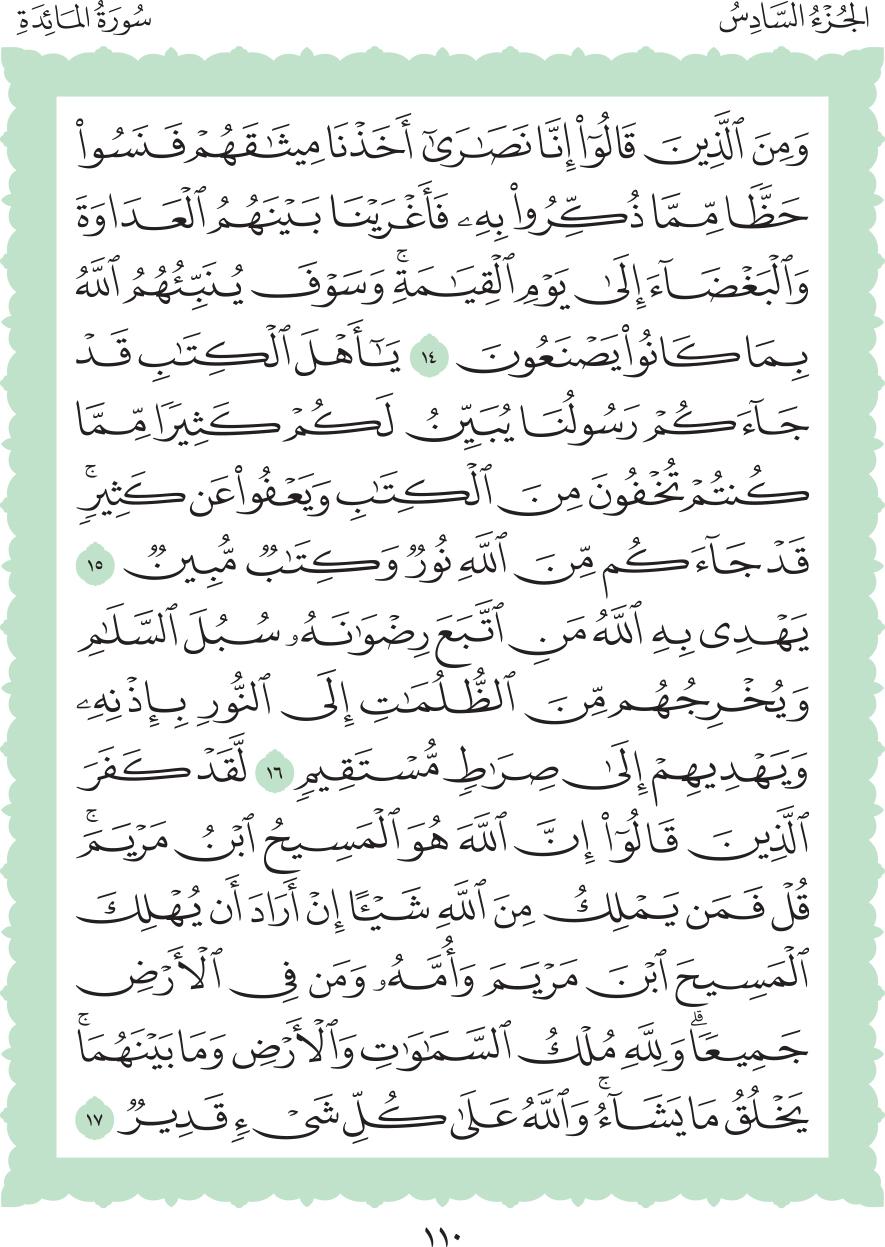 الجُزْءُ السَّادِسُ
سُورَةُ المَائِدَةِ
وَمِنَ ٱلَّذِينَ قَالُوٓاْ إِنَّا نَصَٰرَىٰٓ أَخَذْنَا مِيثَٰقَهُمْ فَنَسُواْ
حَظًّا مِّمَّا ذُكِّرُواْ بِهِۦ فَأَغْرَيْنَا بَيْنَهُمُ ٱلْعَدَاوَةَ
وَٱلْبَغْضَآءَ إِلَىٰ يَوْمِ ٱلْقِيَٰمَةِۚ وَسَوْفَ يُنَبِّئُهُمُ ٱللَّهُ
بِمَا كَانُواْ يَصْنَعُونَ ١٤ يَٰٓأَهْلَ ٱلْكِتَٰبِ قَدْ
جَآءَكُمْ رَسُولُنَا يُبَيِّنُ لَكُمْ كَثِيرًا مِّمَّا
كُنتُمْ تُخْفُونَ مِنَ ٱلْكِتَٰبِ وَيَعْفُواْ عَن كَثِيرٍۚ
قَدْ جَآءَكُم مِّنَ ٱللَّهِ نُورٌ وَكِتَٰبٌ مُّبِينٌ ١٥
يَهْدِى بِهِ ٱللَّهُ مَنِ ٱتَّبَعَ رِضْوَٰنَهُۥ سُبُلَ ٱلسَّلَٰمِ
وَيُخْرِجُهُم مِّنَ ٱلظُّلُمَٰتِ إِلَى ٱلنُّورِ بِإِذْنِهِۦ
وَيَهْدِيهِمْ إِلَىٰ صِرَٰطٍ مُّسْتَقِيمٍ ١٦ لَّقَدْ كَفَرَ
ٱلَّذِينَ قَالُوٓاْ إِنَّ ٱللَّهَ هُوَ ٱلْمَسِيحُ ٱبْنُ مَرْيَمَۚ
قُلْ فَمَن يَمْلِكُ مِنَ ٱللَّهِ شَيْـًٔا إِنْ أَرَادَ أَن يُهْلِكَ
ٱلْمَسِيحَ ٱبْنَ مَرْيَمَ وَأُمَّهُۥ وَمَن فِى ٱلْأَرْضِ
جَمِيعًاۗ وَلِلَّهِ مُلْكُ ٱلسَّمَٰوَٰتِ وَٱلْأَرْضِ وَمَا بَيْنَهُمَاۚ
يَخْلُقُ مَا يَشَآءُۚ وَٱللَّهُ عَلَىٰ كُلِّ شَىْءٍ قَدِيرٌ ١٧
١١٠